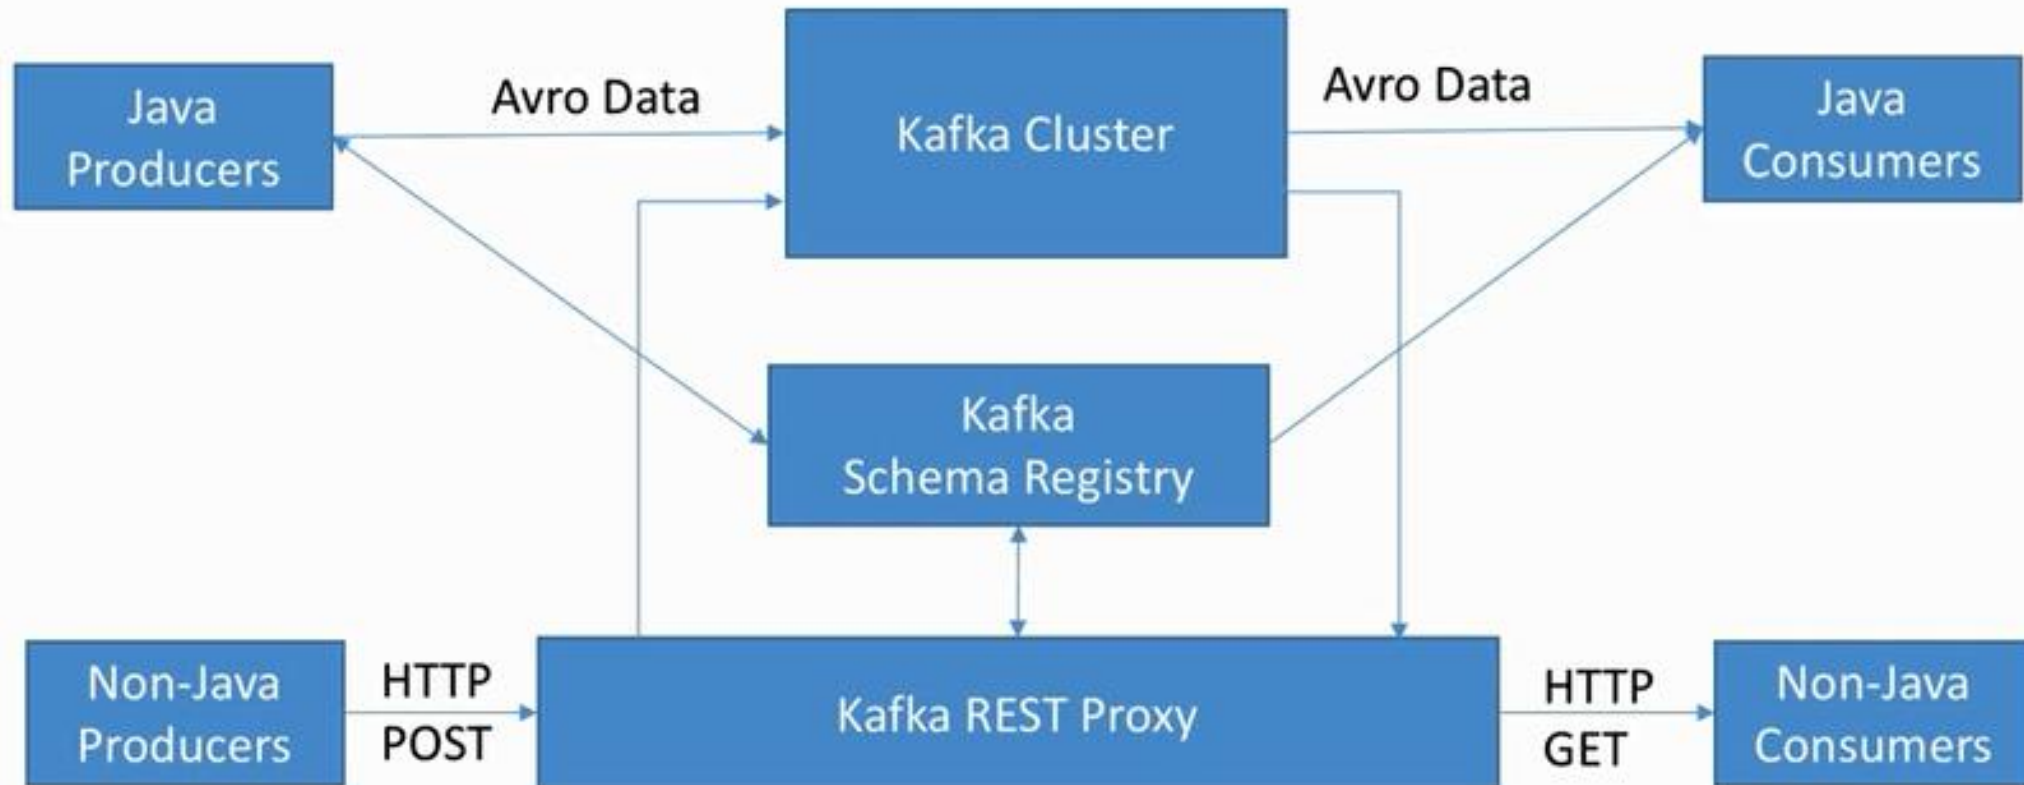 Java
Producers
Avro Data
Kafka Cluster
Avro Data
Java
Consumers
Kafka
Schema Registry
Non-Java
Producers
HTTP
POST
Kafka REST Proxy
HTTP
GET
Non-Java
Consumers